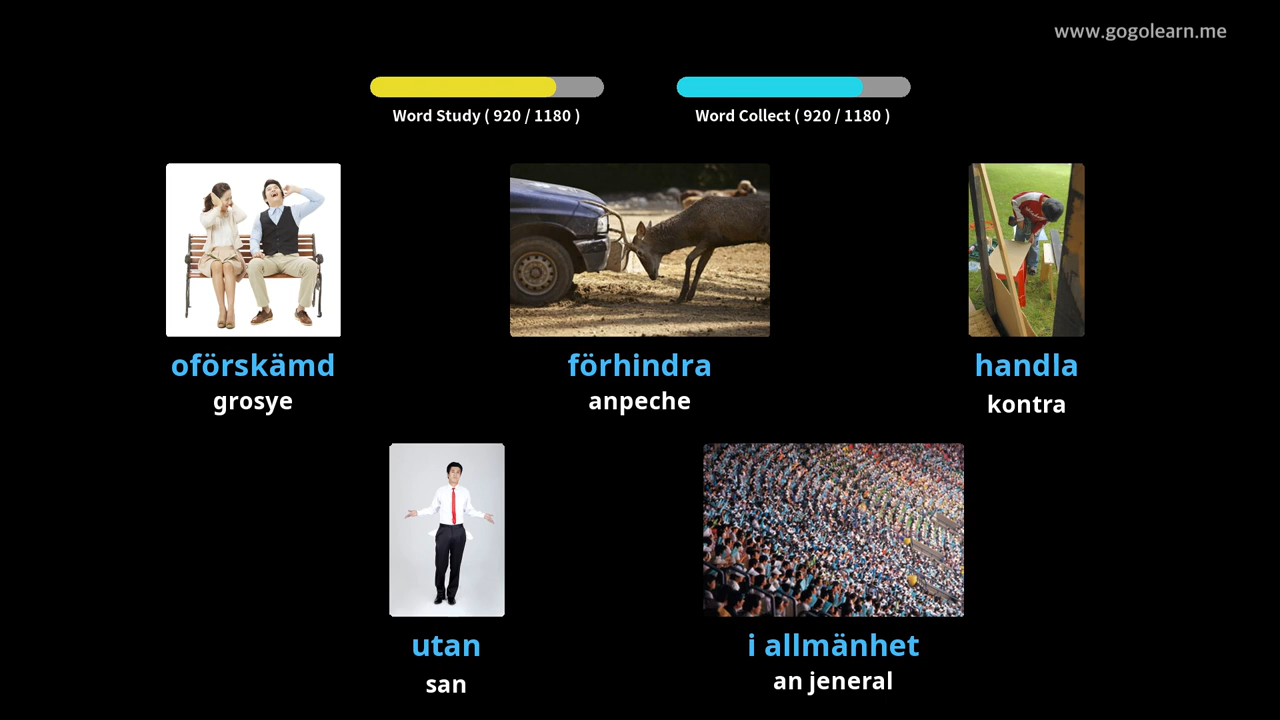 www.gogolearn.me
Word Study ( 920 / 1180 )
Word Collect ( 920 / 1180 )
oförskämd
grosye
förhindra
anpeche
handla
kontra
utan
san
i allmänhet
an jeneral